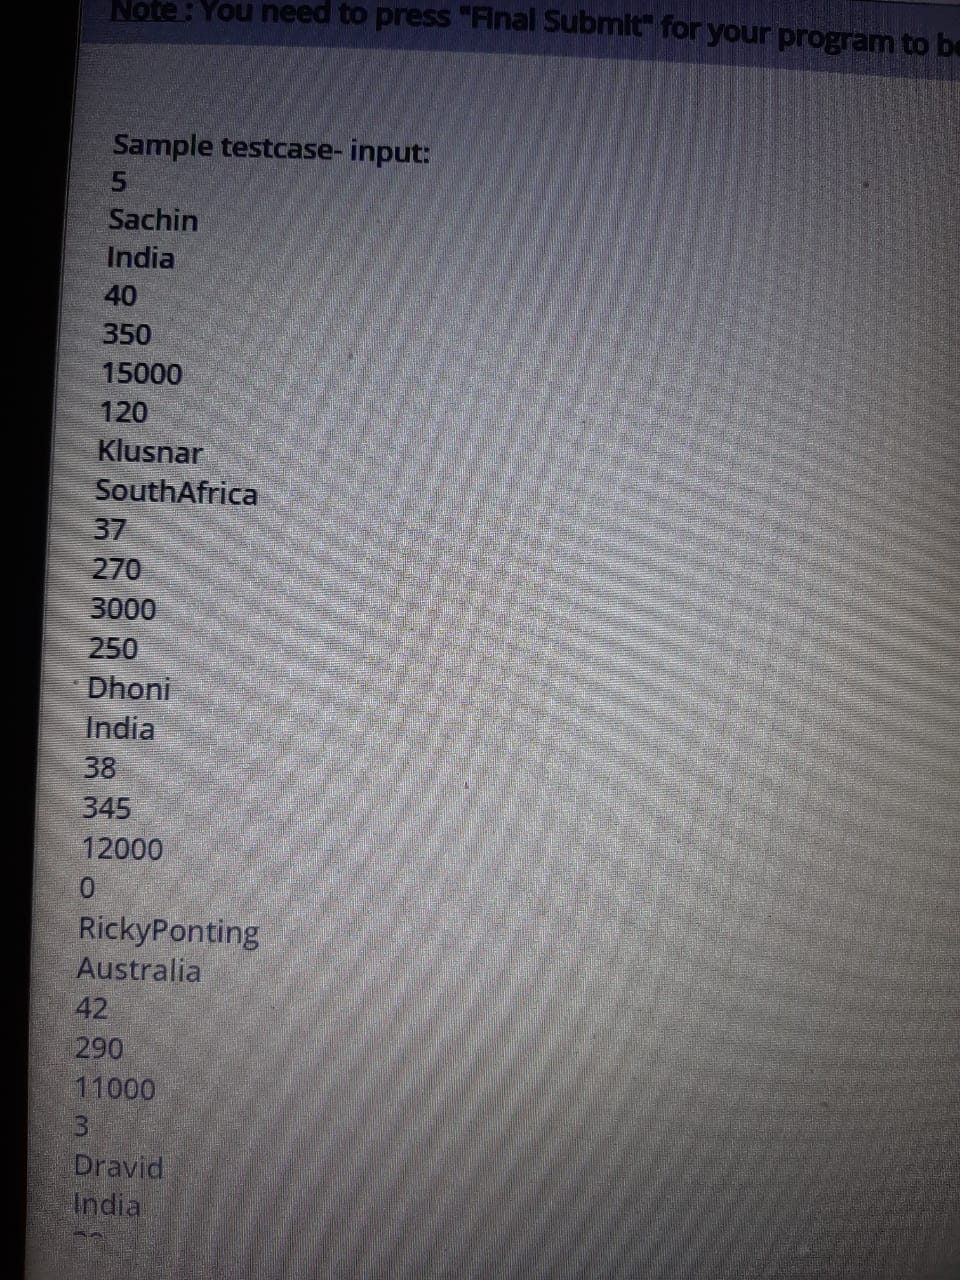 Note : You need to press "Final Submit" for your program to
Sample testcase- input:
5
Sachin
India
40
350
15000
120
Klusnar
SouthAfrica
37
270
3000
250
Dhoni
India
38
345
12000
0
RickyPonting
Australia
42
290
11000
3
Dravid
India